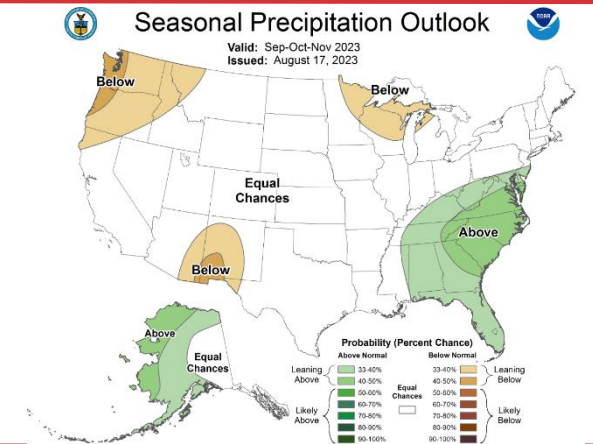 Seasonal Precipitation Outlook
NOAA
Valid: Sep-Oct-Nov 2023
Issued: August 17, 2023
Below
Below
Equal
Chances
Above
Below
Above
Equal
Chances
Probability (Percent Chance)
Above Normal Below Normal
Leaning
Above
33-40%
40-50%
50-60%
60-70%
70-80%
80-90%
90-100%
Likely
Above
Equal
Chances
33-40%
40-50%
50-60%
60-70%
70-80%
80-90%
90-100%
Leaning
Below
Likely
Below